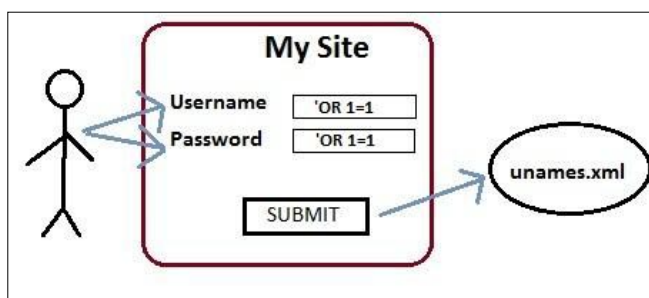 My Site
Username 'OR 1=1
Password 'OR 1=1
SUBMIT
unames.xml